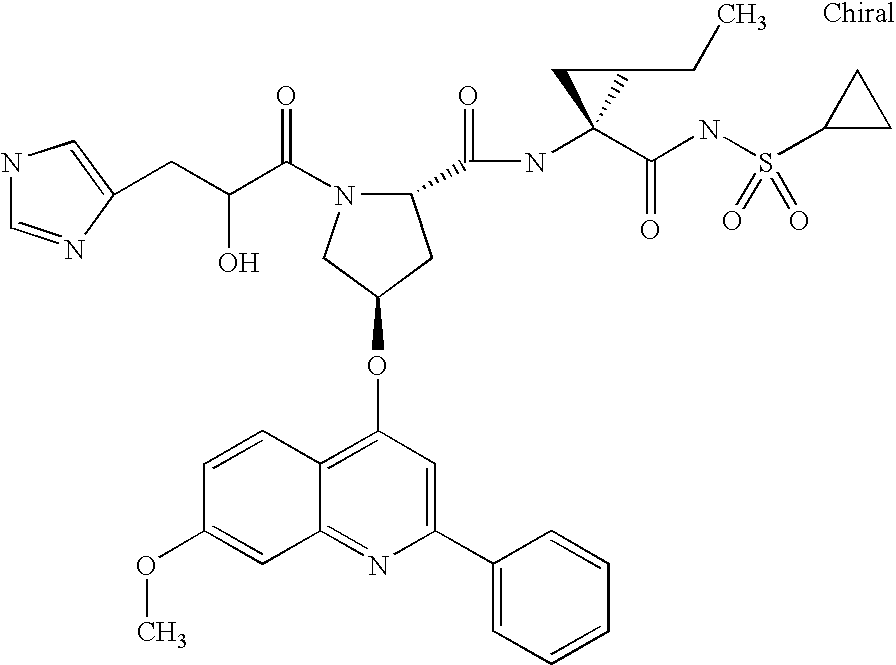 CH3 Chiral
O O
N N N
S
N O O O
N OH
O
O N
CH3